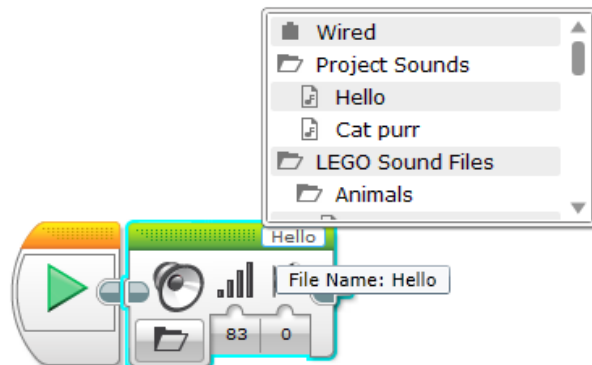 Wired
Project Sounds
Hello
Cat purr
LEGO Sound Files
Animals
Hello
File Name: Hello
83 0